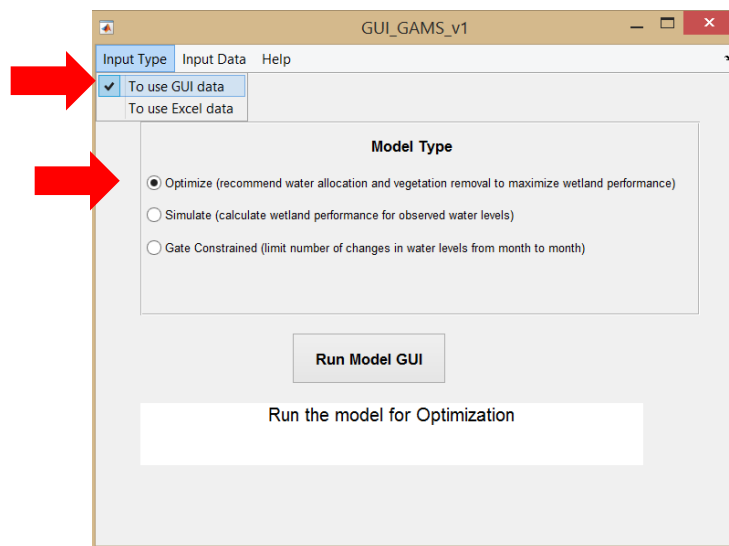 GUI_GAMS_v1
Input Type Input Data Help
To use GUI data
To use Excel data
Model Type
Optimize (recommend water allocation and vegetation removal to maximize wetland performance)
Simulate (calculate wetland performance for observed water levels)
Gate Constrained (limit number of changes in water levels from month to month)
Run Model GUI
Run the model for Optimization